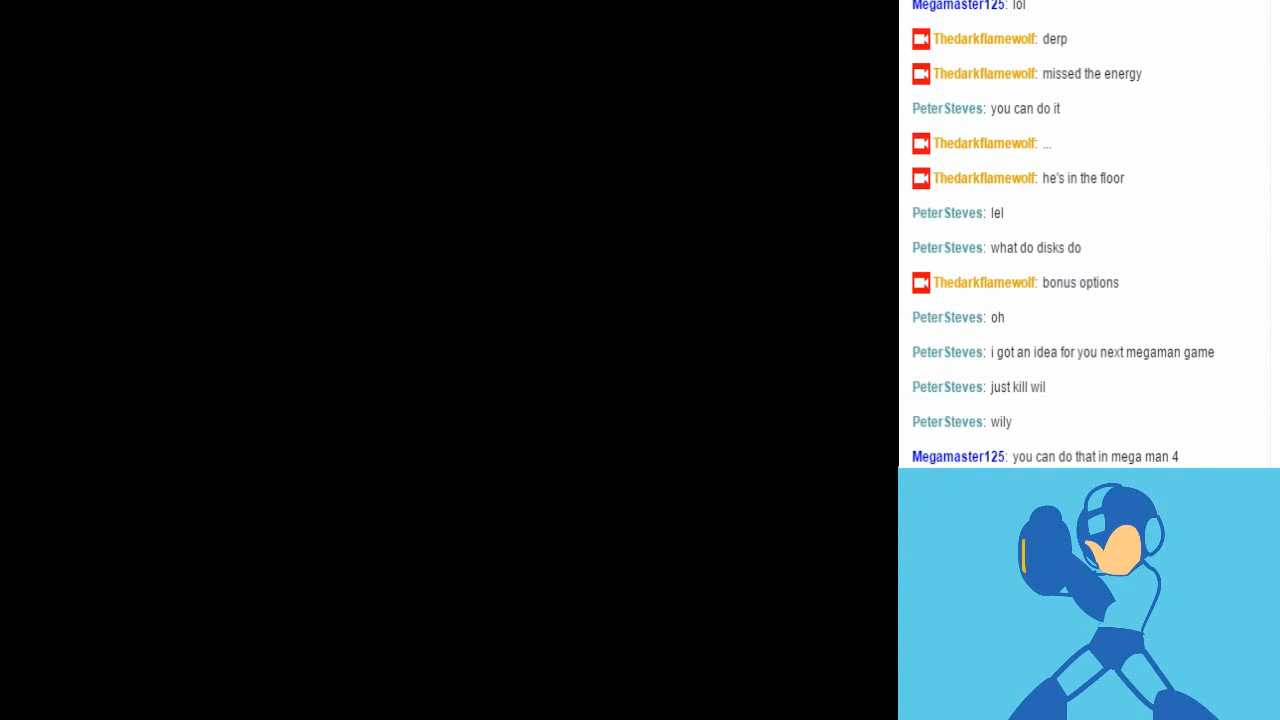 Megamaster125: lol
Thedarkflamewolf: derp
Thedarkflamewolf: missed the energy
PeterSteves: you can do it
Thedarkflamewolf: ...
Thedarkflamewolf: he's in the floor
PeterSteves: lel
PeterSteves: what do disks do
Thedarkflamewolf: bonus options
PeterSteves: oh
PeterSteves: i got an idea for you next megaman game
PeterSteves: just kill wil
PeterSteves: wily
Megamaster125: you can do that in mega man 4